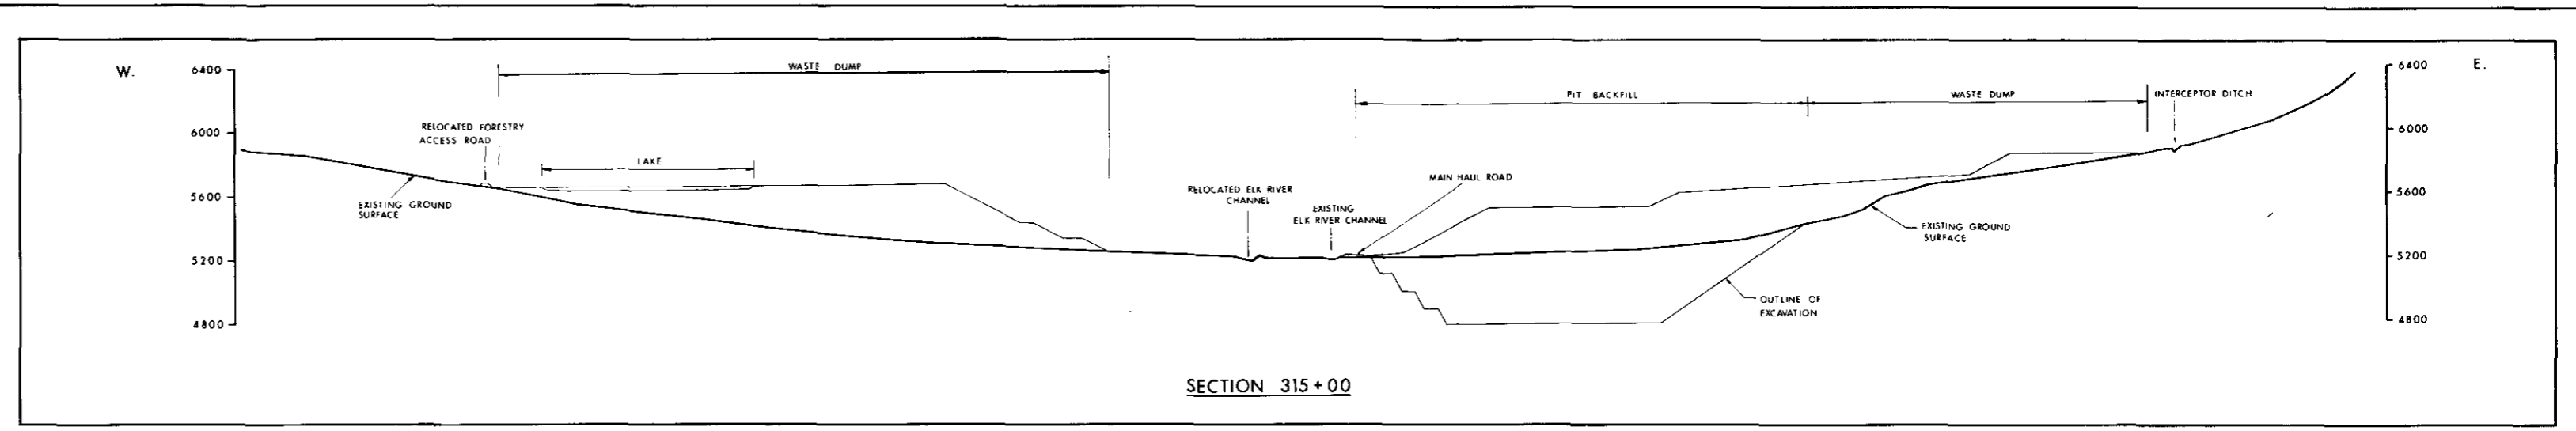 W.
6400
6000
5600
5200
4800
WASTE DUMP
RELOCATED FORESTRY
ACCESS ROAD
LAKE
EXISTING GROUND
SURFACE
RELOCATED ELK RIVER
CHANNEL
EXISTING
ELK RIVER CHANNEL
MAIN HAUL ROAD
PIT BACKFILL
WASTE DUMP
INTERCEPTOR DITCH
EXISTING GROUND
SURFACE
OUTLINE OF
EXCAVATION
6400
6000
5600
5200
4800
E.
SECTION 315+00